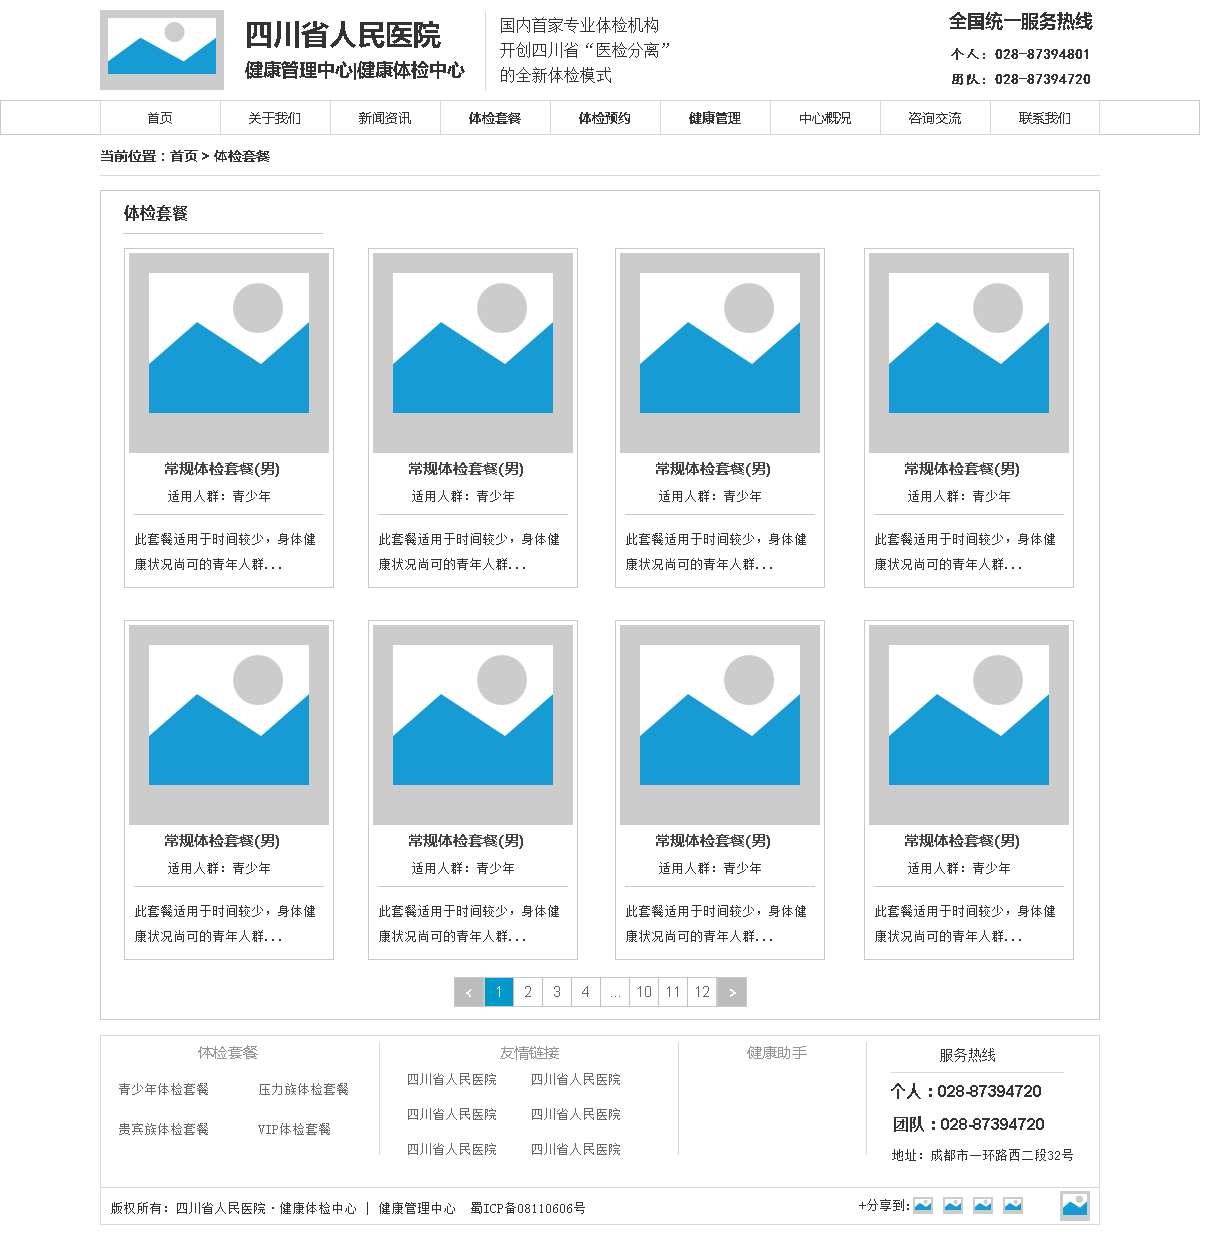 四川省人民医院
健康管理中心|健康体检中心
国内首家专业体检机构
开创四川省“医检分离”
的全新体检模式
全国统一服务热线
个人：028-87394801
团队：028-87394720
首页 关于我们 新闻资讯 体检套餐 体检预约 健康管理 中心概况 咨询交流 联系我们
当前位置：首页 > 体检套餐
体检套餐
常规体检套餐(男) 常规体检套餐(男) 常规体检套餐(男) 常规体检套餐(男)
适用人群：青少年 适用人群：青少年 适用人群：青少年 适用人群：青少年
此套餐适用于时间较少，身体健 此套餐适用于时间较少，身体健 此套餐适用于时间较少，身体健 此套餐适用于时间较少，身体健
康状况尚可的青年人群... 康状况尚可的青年人群... 康状况尚可的青年人群... 康状况尚可的青年人群...
常规体检套餐(男) 常规体检套餐(男) 常规体检套餐(男) 常规体检套餐(男)
适用人群：青少年 适用人群：青少年 适用人群：青少年 适用人群：青少年
此套餐适用于时间较少，身体健 此套餐适用于时间较少，身体健 此套餐适用于时间较少，身体健 此套餐适用于时间较少，身体健
康状况尚可的青年人群... 康状况尚可的青年人群... 康状况尚可的青年人群... 康状况尚可的青年人群...
< 1 2 3 4 ... 10 11 12 >
体检套餐
青少年体检套餐 压力族体检套餐
贵宾族体检套餐 VIP体检套餐
友情链接
四川省人民医院 四川省人民医院
四川省人民医院 四川省人民医院
四川省人民医院 四川省人民医院
健康助手
服务热线
个人：028-87394720
团队：028-87394720
地址：成都市一环路西二段32号
版权所有：四川省人民医院·健康体检中心 | 健康管理中心 蜀ICP备08110606号
+分享到: